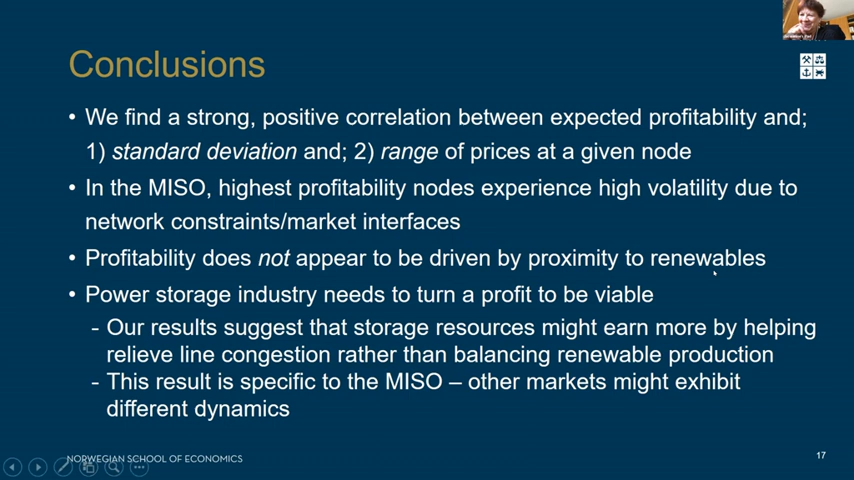 Conclusions
• We find a strong, positive correlation between expected profitability and;
1) standard deviation and; 2) range of prices at a given node
• In the MISO, highest profitability nodes experience high volatility due to
network constraints/market interfaces
• Profitability does not appear to be driven by proximity to renewables
• Power storage industry needs to turn a profit to be viable
- Our results suggest that storage resources might earn more by helping
relieve line congestion rather than balancing renewable production
- This result is specific to the MISO – other markets might exhibit
different dynamics
NORWEGIAN SCHOOL OF ECONOMICS
17